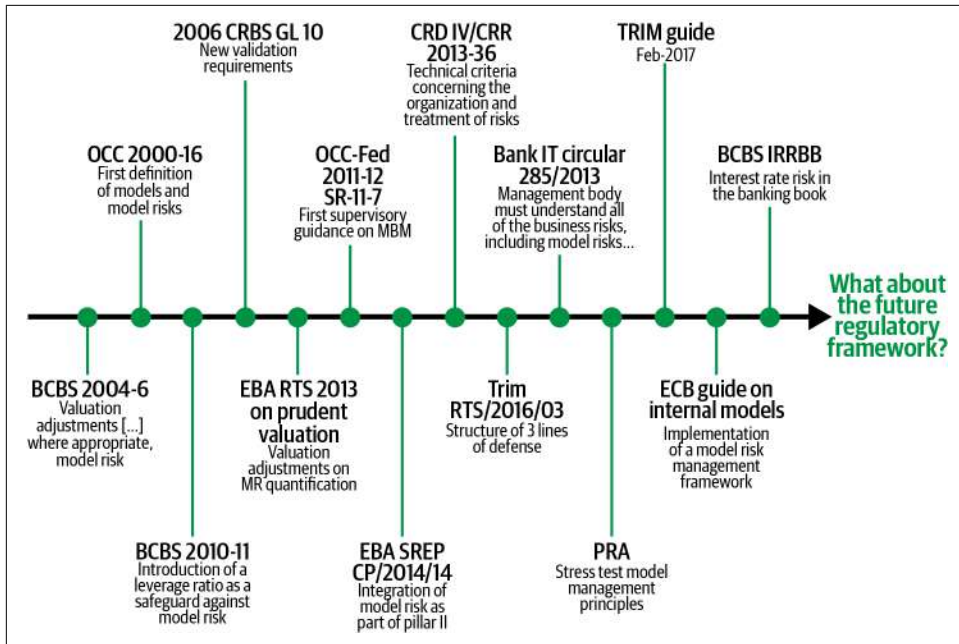 2006 CRBS GL 10
New validation
requirements
CRD IV/CRR
2013-36
Technical criteria
concerning the
organization and
treatment of risks
TRIM guide
Feb-2017
OCC 2000-16
First definition
of models and
model risks
OCC-Fed
2011-12
SR-11-7
First supervisory
guidance on MBM
Bank IT circular
285/2013
Management body
must understand all
of the business risks,
including model risks...
BCBS IRRBB
Interest rate risk in
the banking book
What about
the future
regulatory
framework?
BCBS 2004-6
Valuation
adjustments [...]
where appropriate,
model risk
EBA RTS 2013
on prudent
valuation
Valuation
adjustments on
MR quantification
Trim
RTS/2016/03
Structure of 3 lines
of defense
ECB guide on
internal models
Implementation
of a model risk
management
framework
BCBS 2010-11
Introduction of a
leverage ratio as a
safeguard against
model risk
EBA SREP
CP/2014/14
Integration of
model risk as
part of pillar II
PRA
Stress test model
management
principles